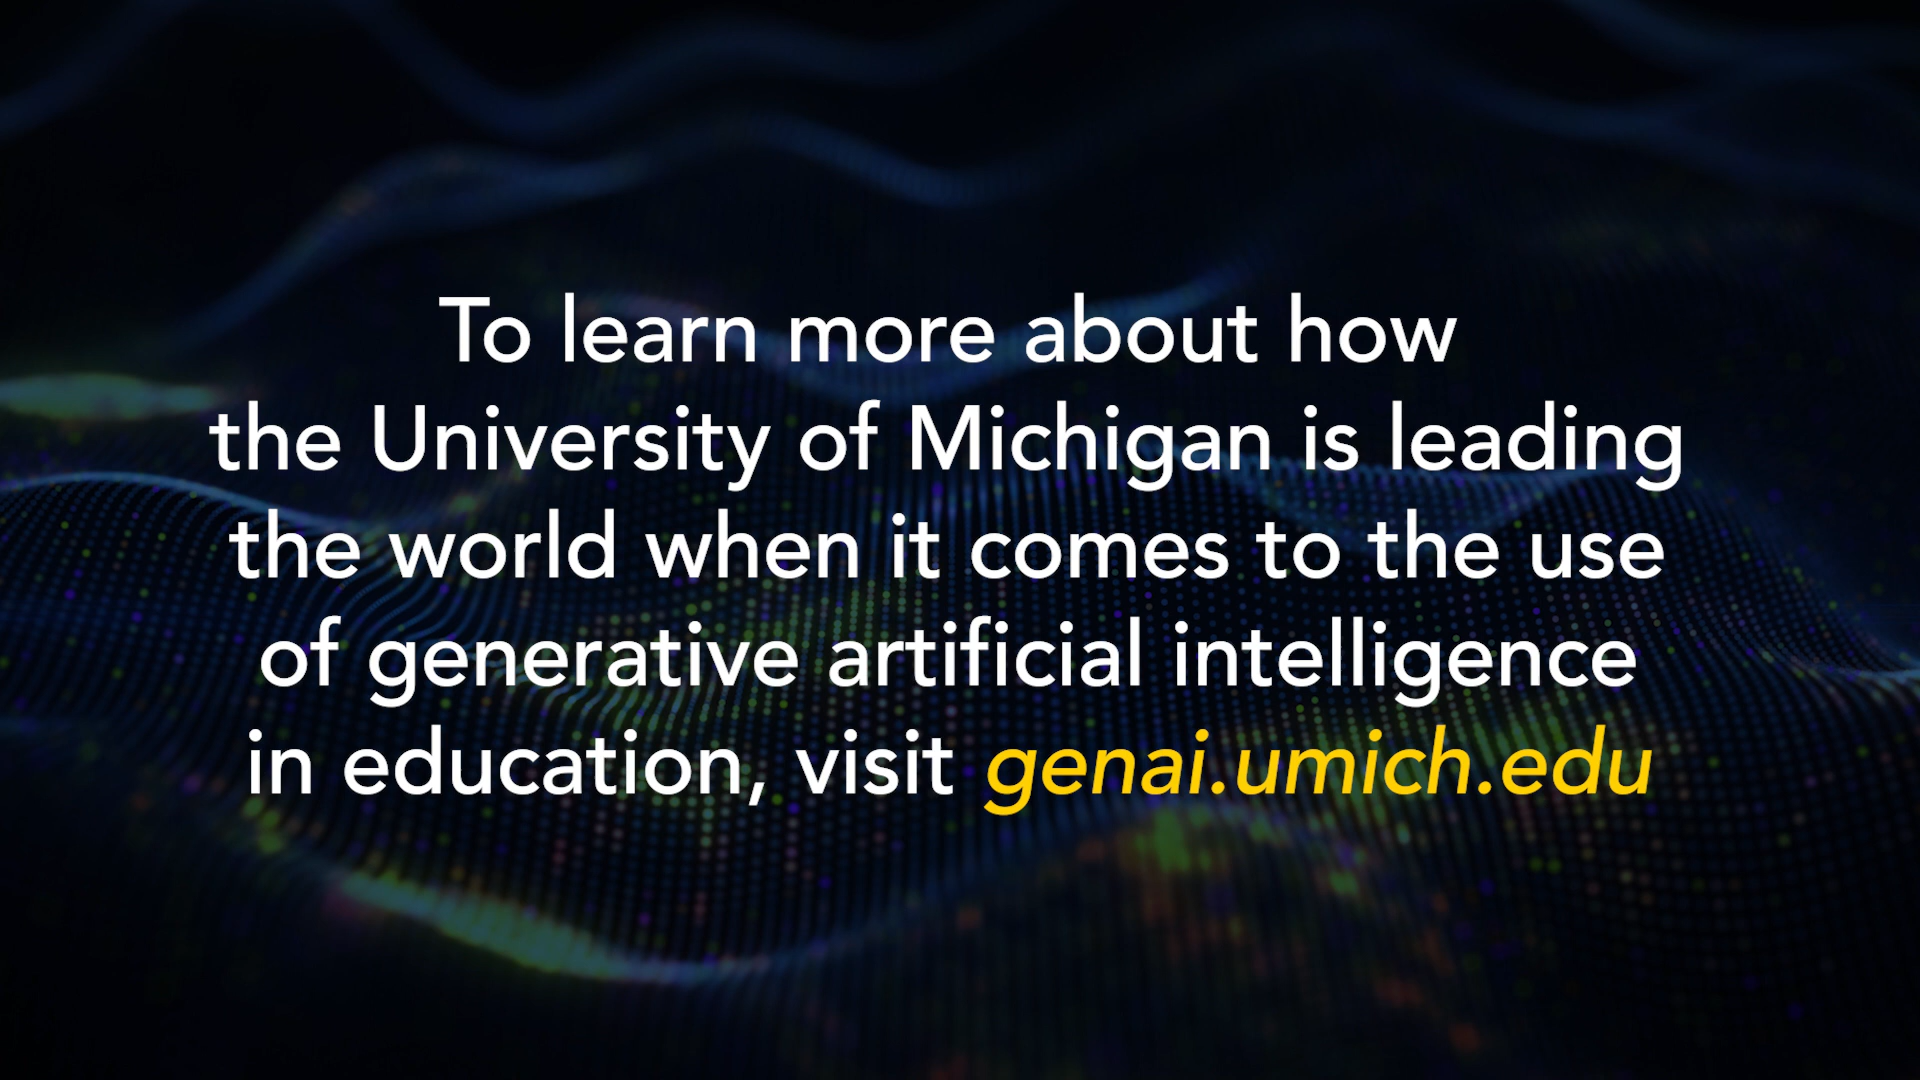 To learn more about how
the University of Michigan is leading
the world when it comes to the use
of generative artificial intelligence
in education, visit genai.umich.edu